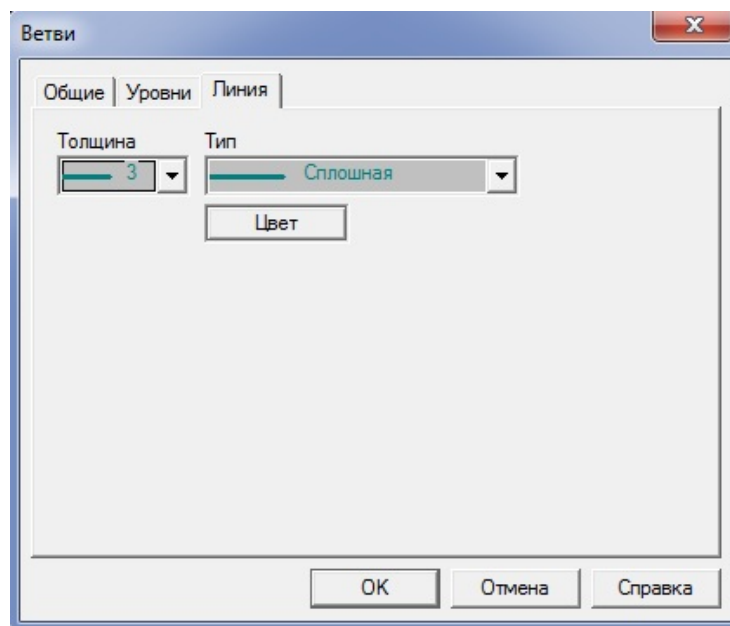 Ветви
Общие Уровни Линия
Толщина Тип
3 Сплошная
Цвет
OK Отмена Справка